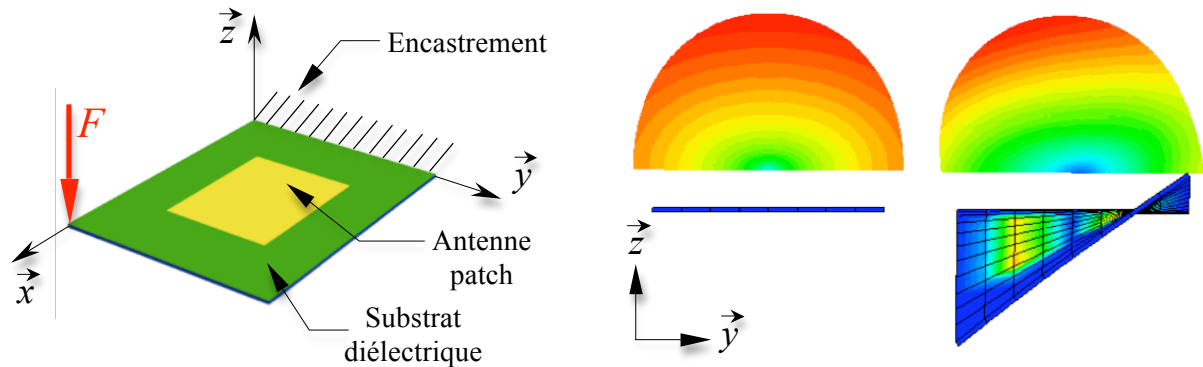 z
Encastrement
F
y
x
Antenne
patch
Substrat
diélectrique
z
y